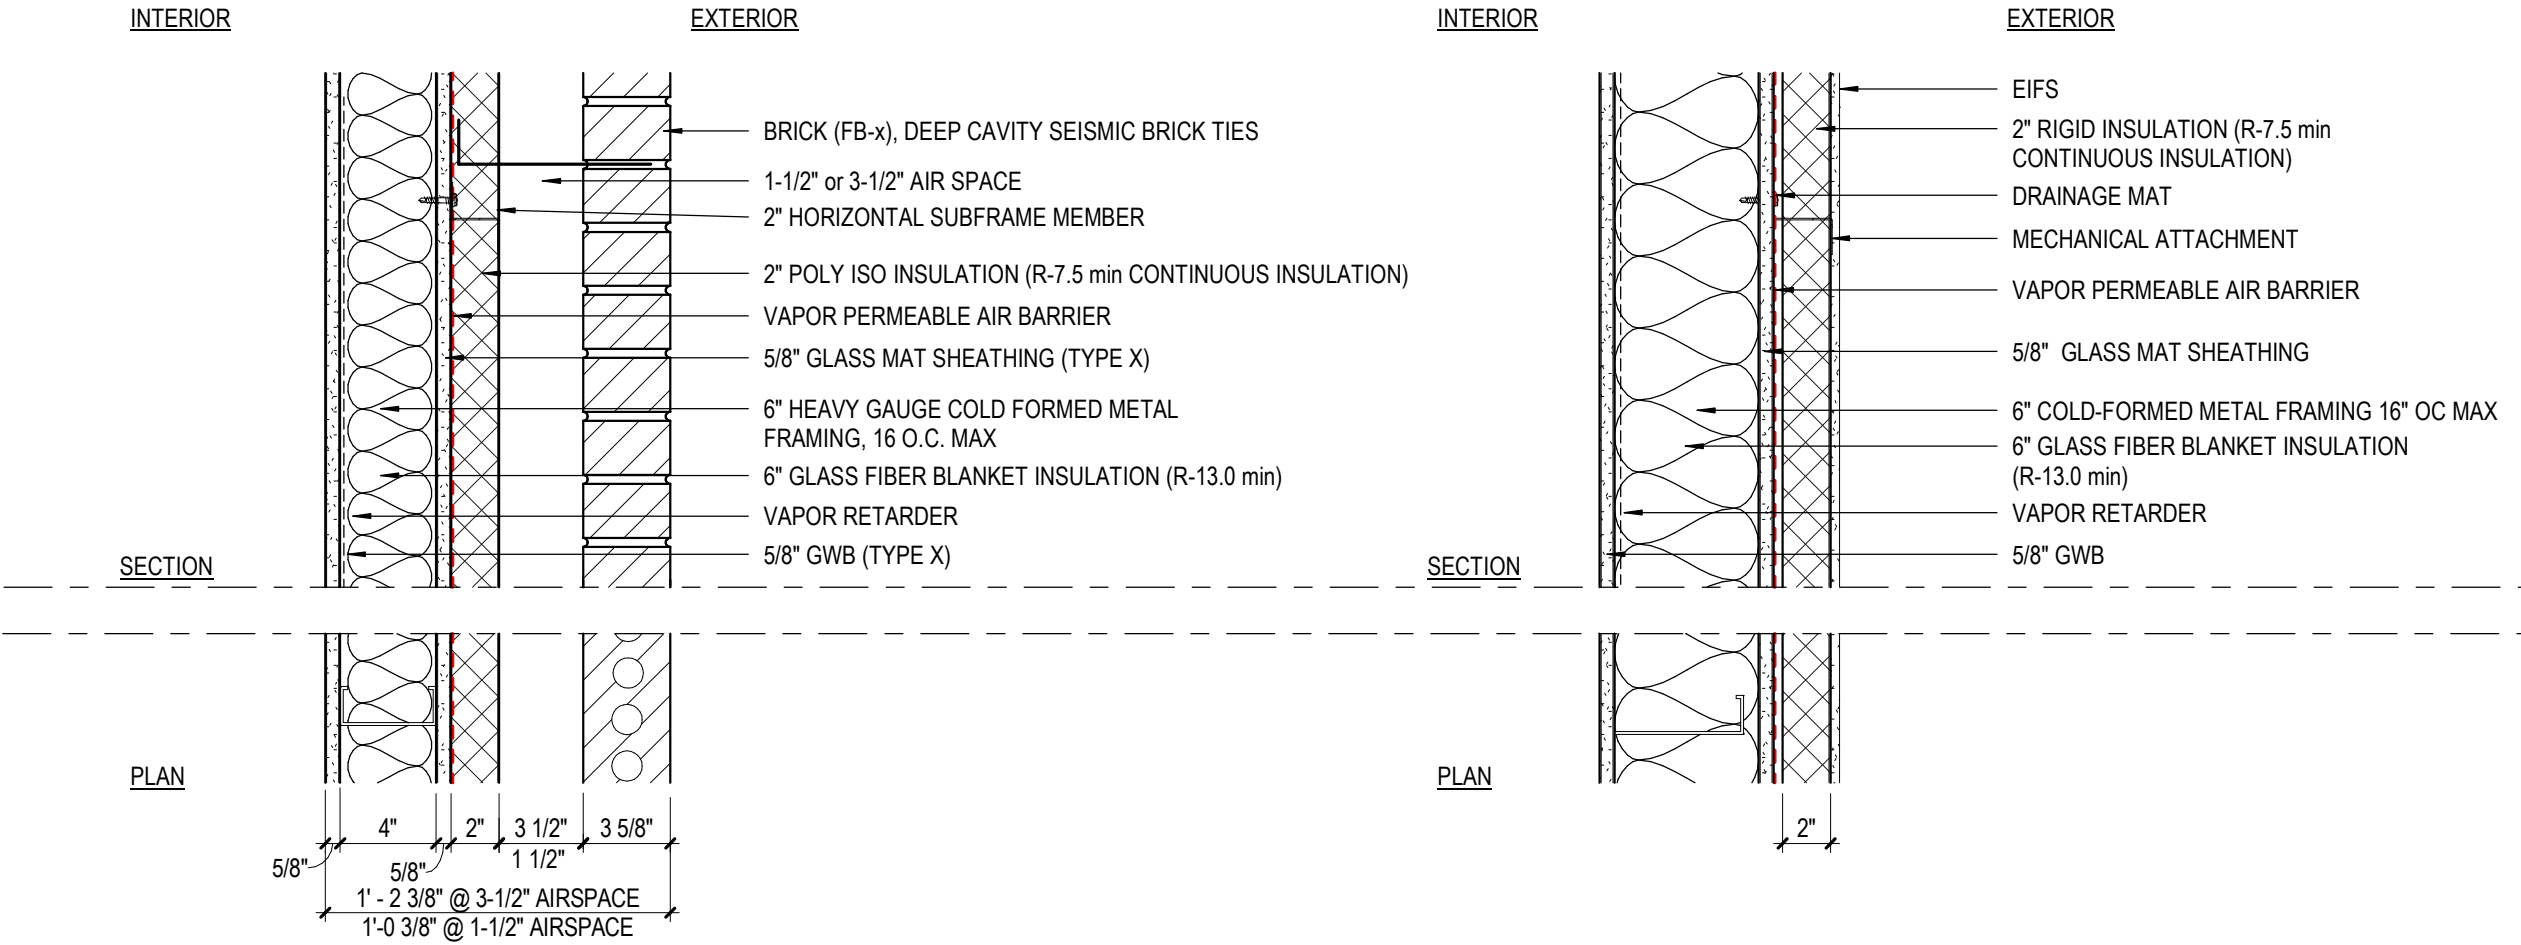 INTERIOR
EXTERIOR
BRICK (FB-x), DEEP CAVITY SEISMIC BRICK TIES
1-1/2" or 3-1/2" AIR SPACE
2" HORIZONTAL SUBFRAME MEMBER
2" POLY ISO INSULATION (R-7.5 min CONTINUOUS INSULATION)
VAPOR PERMEABLE AIR BARRIER
5/8" GLASS MAT SHEATHING (TYPE X)
6" HEAVY GAUGE COLD FORMED METAL
FRAMING, 16 O.C. MAX
6" GLASS FIBER BLANKET INSULATION (R-13.0 min)
VAPOR RETARDER
5/8" GWB (TYPE X)
SECTION
PLAN
4"
2"
3 1/2"
3 5/8"
1 1/2"
5/8"
5/8"
1' - 2 3/8" @ 3-1/2" AIRSPACE
1'-0 3/8" @ 1-1/2" AIRSPACE
INTERIOR
EXTERIOR
EIFS
2" RIGID INSULATION (R-7.5 min
CONTINUOUS INSULATION)
DRAINAGE MAT
MECHANICAL ATTACHMENT
VAPOR PERMEABLE AIR BARRIER
5/8" GLASS MAT SHEATHING
6" COLD-FORMED METAL FRAMING 16" OC MAX
6" GLASS FIBER BLANKET INSULATION
(R-13.0 min)
VAPOR RETARDER
5/8" GWB
SECTION
PLAN
2"